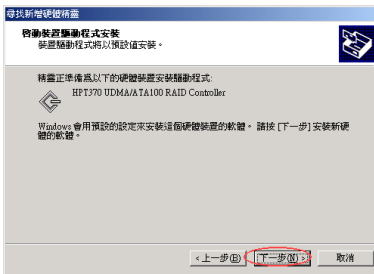 尋找新增硬體精靈
啓動裝置驅動程式安裝
裝置驅動程式將以預設值安裝。
精靈正準備爲以下的硬體裝置安裝驅動程式:
HPT370 UDMA/ATA100 RAID Controller
Windows 會用預設的設定來安裝這個硬體裝置的軟體。 請按 [下一步] 安裝新硬
體的軟體。
<上一步(B) 下一步(N)> 取消